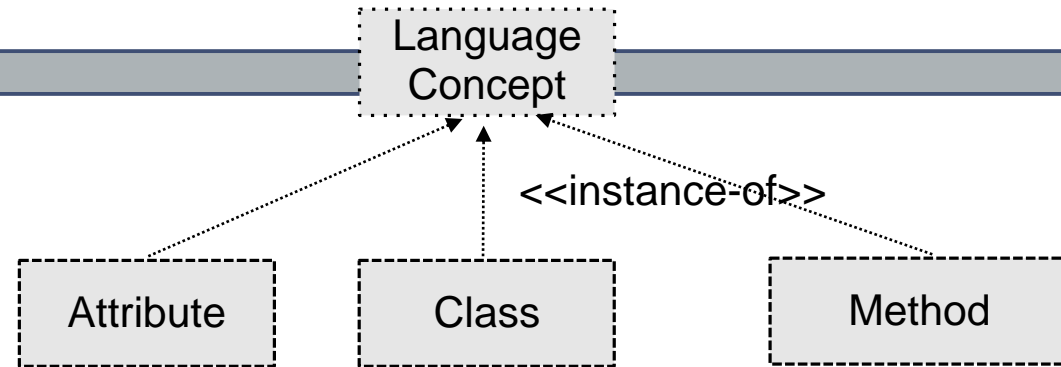 Language
Concept
<<instance-of>>
Attribute
Class
Method